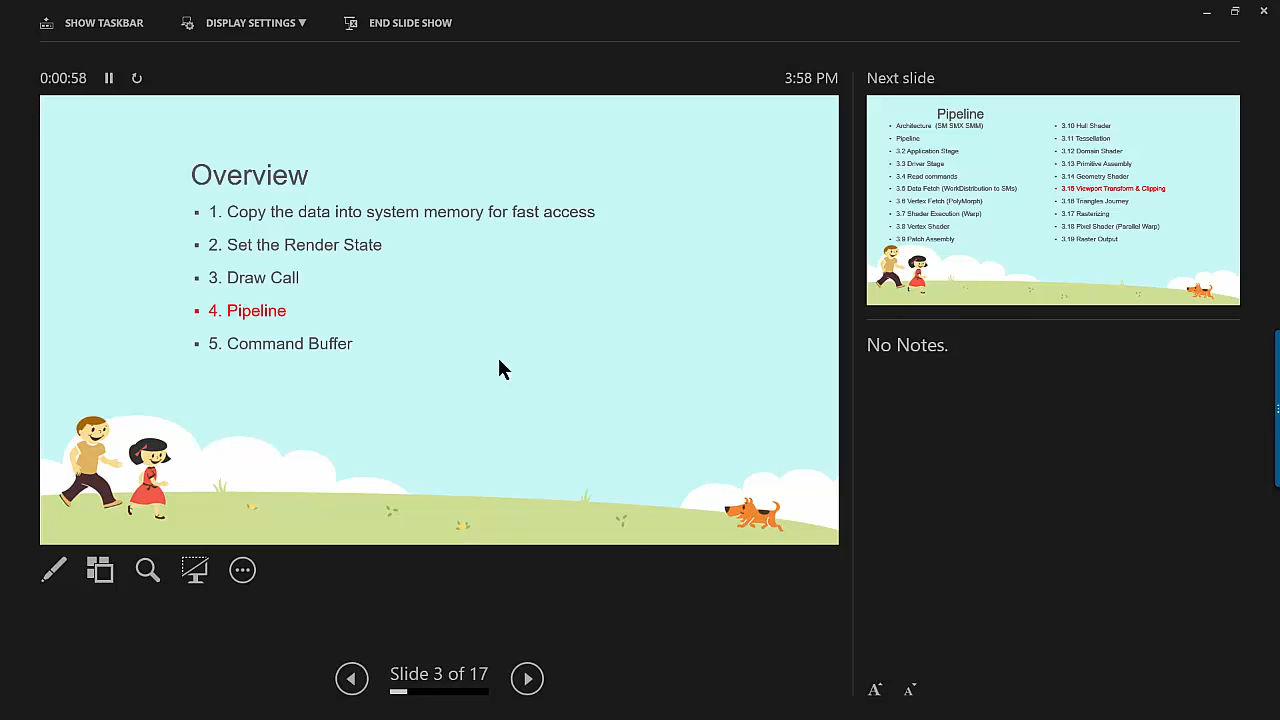 SHOW TASKBAR
DISPLAY SETTINGS ▼
END SLIDE SHOW
0:00:58
3:58 PM
Overview
▪ 1. Copy the data into system memory for fast access
▪ 2. Set the Render State
▪ 3. Draw Call
▪ 4. Pipeline
▪ 5. Command Buffer
Slide 3 of 17
Next slide
Pipeline
• Architecture (SM SMX SMM)
• Pipeline
• 3.2 Application Stage
• 3.3 Driver Stage
• 3.4 Read commands
• 3.5 Data Fetch (WorkDistribution to SMs)
• 3.6 Vertex Fetch (PolyMorph)
• 3.7 Shader Execution (Warp)
• 3.8 Vertex Shader
• 3.9 Patch Assembly
• 3.10 Hull Shader
• 3.11 Tessellation
• 3.12 Domain Shader
• 3.13 Primitive Assembly
• 3.14 Geometry Shader
• 3.15 Viewport Transform & Clipping
• 3.16 Triangles Journey
• 3.17 Rasterizing
• 3.18 Pixel Shader (Parallel Warp)
• 3.19 Raster Output
No Notes.
A A